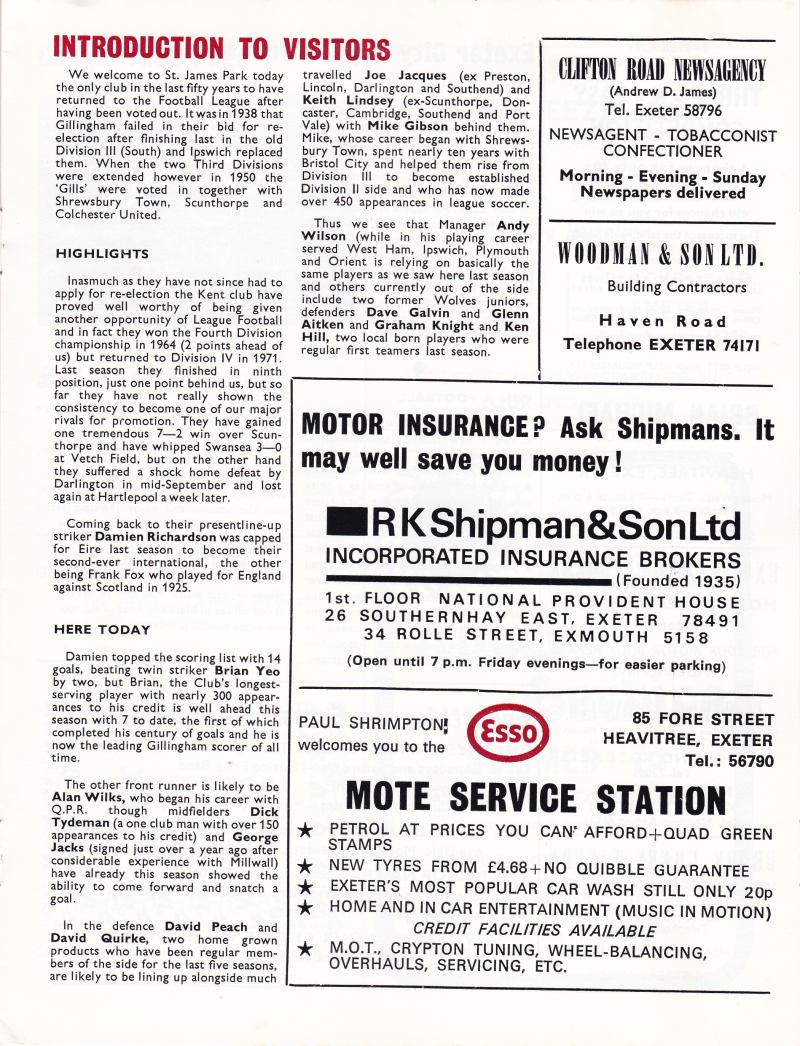 INTRODUCTION TO VISITORS
We welcome to St. James Park today
the only club in the last fifty years to have
returned to the Football League after
having been voted out. It was in 1938 that
Gillingham failed in their bid for re-
election after finishing last in the old
Division III (South) and Ipswich replaced
them. When the two Third Divisions
were extended however in 1950 the
'Gills' were voted in together with
Shrewsbury Town, Scunthorpe and
Colchester United.
HIGHLIGHTS
Inasmuch as they have not since had to
apply for re-election the Kent club have
proved well worthy of being given
another opportunity of League Football
and in fact they won the Fourth Division
championship in 1964 (2 points ahead of
us) but returned to Division IV in 1971.
Last season they finished in ninth
position, just one point behind us, but so
far they have not really shown the
consistency to become one of our major
rivals for promotion. They have gained
one tremendous 7—2 win over Scun-
thorpe and have whipped Swansea 3—0
at Vetch Field, but on the other hand
they suffered a shock home defeat by
Darlington in mid-September and lost
again at Hartlepool a week later.
Coming back to their presentline-up
striker Damien Richardson was capped
for Eire last season to become their
second-ever international, the other
being Frank Fox who played for England
against Scotland in 1925.
HERE TODAY
Damien topped the scoring list with 14
goals, beating twin striker Brian Yeo
by two, but Brian, the Club's longest-
serving player with nearly 300 appear-
ances to his credit is well ahead this
season with 7 to date, the first of which
completed his century of goals and he is
now the leading Gillingham scorer of all
time.
The other front runner is likely to be
Alan Wilks, who began his career with
Q.P.R. though midfielders Dick
Tydeman (a one club man with over 150
appearances to his credit) and George
Jacks (signed just over a year ago after
considerable experience with Millwall)
have already this season showed the
ability to come forward and snatch a
goal.
In the defence David Peach and
David Quirke, two home grown
products who have been regular mem-
bers of the side for the last five seasons,
are likely to be lining up alongside much
travelled Joe Jacques (ex Preston,
Lincoln, Darlington and Southend) and
Keith Lindsey (ex-Scunthorpe, Don-
caster, Cambridge, Southend and Port
Vale) with Mike Gibson behind them.
Mike, whose career began with Shrews-
bury Town, spent nearly ten years with
Bristol City and helped them rise from
Division III to become established
Division II side and who has now made
over 450 appearances in league soccer.
Thus we see that Manager Andy
Wilson (while in his playing career
served West Ham, Ipswich, Plymouth
and Orient is relying on basically the
same players as we saw here last season
and others currently out of the side
include two former Wolves juniors,
defenders Dave Galvin and Glenn
Aitken and Graham Knight and Ken
Hill, two local born players who were
regular first teamers last season.
CLIFTON ROAD NEWSAGENCY
(Andrew D. James)
Tel. Exeter 58796
NEWSAGENT - TOBACCONIST
CONFECTIONER
Morning - Evening - Sunday
Newspapers delivered
WOODMAN & SON LTD.
Building Contractors
Haven Road
Telephone EXETER 74171
MOTOR INSURANCE? Ask Shipmans. It
may well save you money!
RKShipman&SonLtd
INCORPORATED INSURANCE BROKERS
(Founded 1935)
1st. FLOOR NATIONAL PROVIDENT HOUSE
26 SOUTHERNHAY EAST, EXETER 78491
34 ROLLE STREET, EXMOUTH 5158
(Open until 7 p.m. Friday evenings—for easier parking)
PAUL SHRIMPTON
welcomes you to the
Esso
85 FORE STREET
HEAVITREE, EXETER
Tel.: 56790
MOTE SERVICE STATION
★ PETROL AT PRICES YOU CAN' AFFORD+QUAD GREEN
STAMPS
★ NEW TYRES FROM £4.68+NO QUIBBLE GUARANTEE
★ EXETER'S MOST POPULAR CAR WASH STILL ONLY 20p
★ HOME AND IN CAR ENTERTAINMENT (MUSIC IN MOTION)
CREDIT FACILITIES AVAILABLE
★ M.O.T., CRYPTON TUNING, WHEEL-BALANCING,
OVERHAULS, SERVICING, ETC.